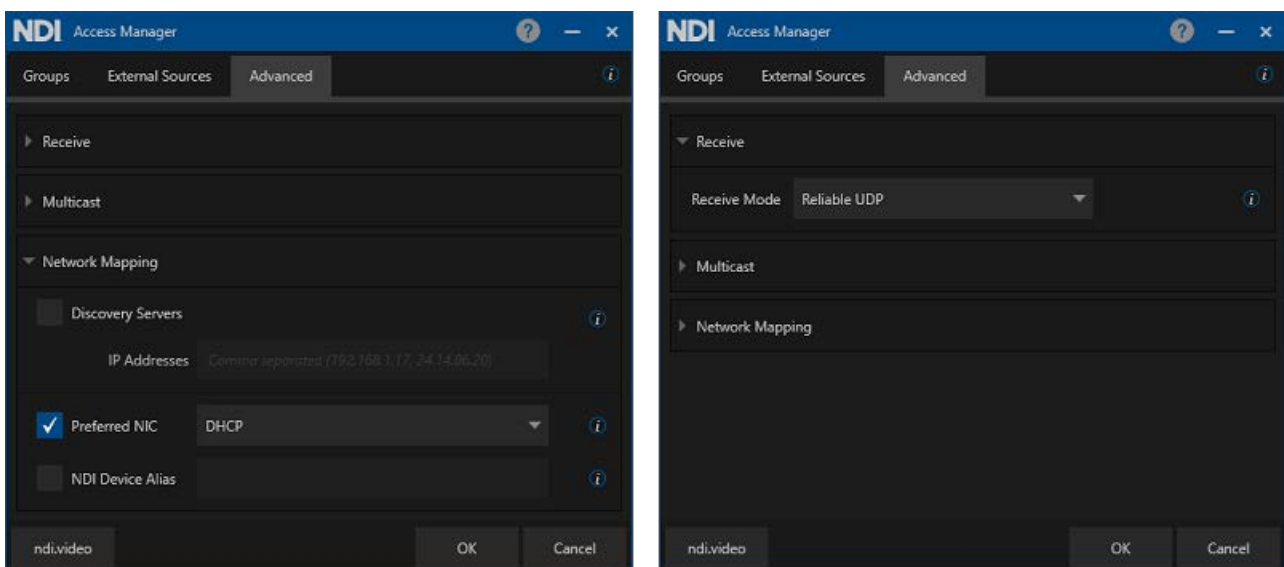 NDI Access Manager ? — ×
Groups External Sources Advanced i
Receive
Multicast
Network Mapping
Discovery Servers i
IP Addresses Comma separated (192.168.1.17, 24.14.06.20)
✓ Preferred NIC DHCP i
NDI Device Alias i
ndi.video OK Cancel
NDI Access Manager ? — ×
Groups External Sources Advanced i
Receive
Receive Mode Reliable UDP i
Multicast
Network Mapping
ndi.video OK Cancel